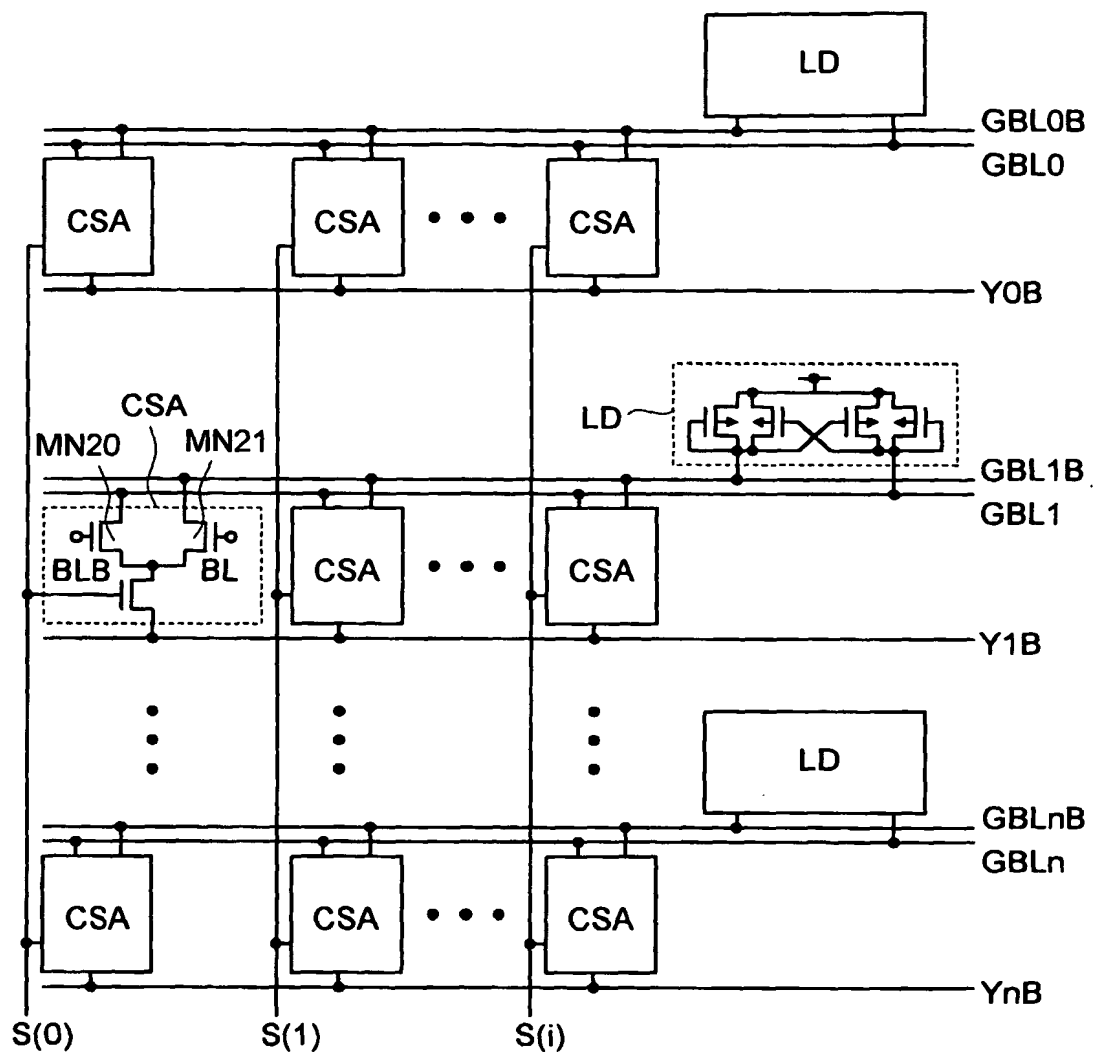 LD
GBL0B
GBL0
CSA CSA CSA
Y0B
CSA
MN20 MN21
LD
GBL1B
GBL1
BLB BL
CSA CSA
Y1B
LD
GBLnB
GBLn
CSA CSA CSA
YnB
S(0) S(1) S(i)